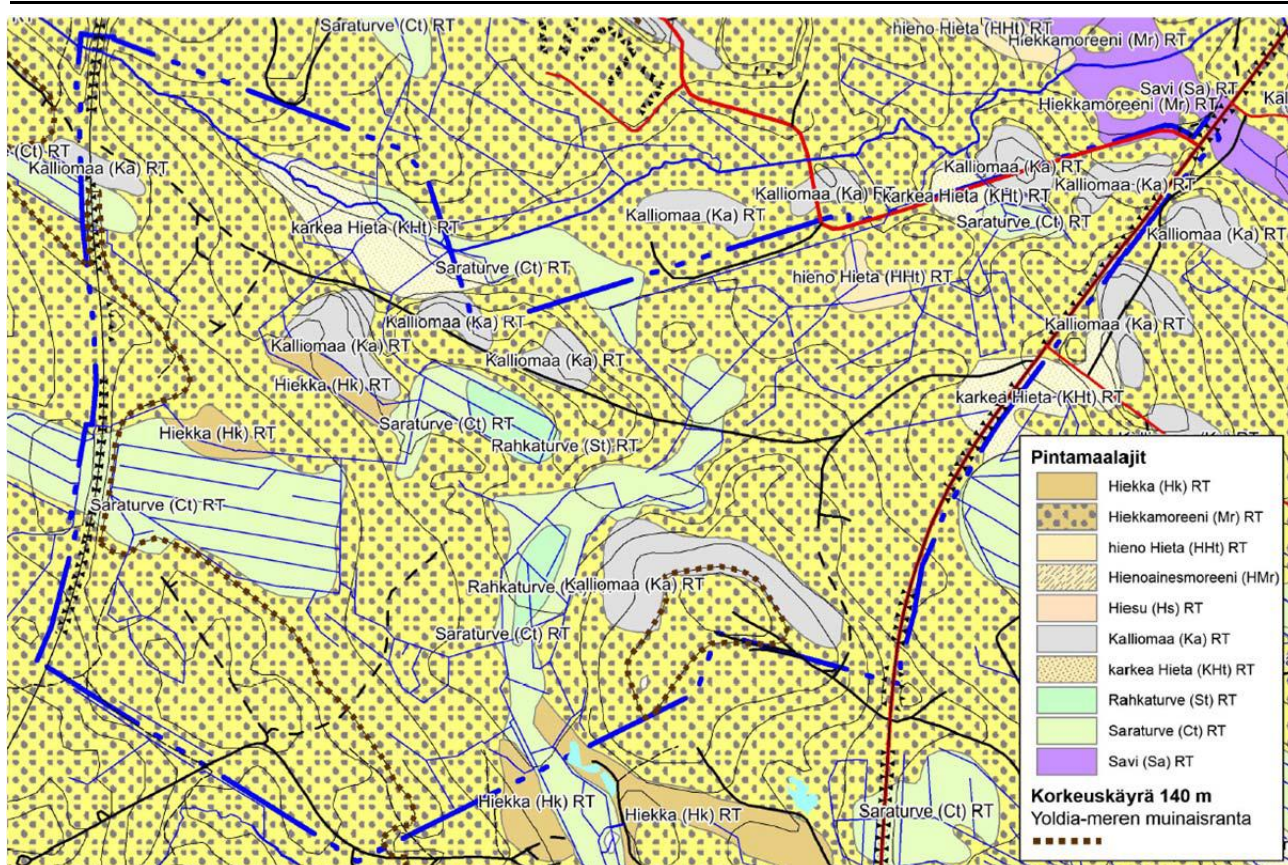 Saraturve (Ct) RT
hieno Hieta (HHt) RT
Hiekkamoreeni (Mr) RT
Savi (Sa) RT
Hiekkamoreeni (Mr) RT
(Ct) RT
Kalliomaa (Ka) RT
Kalliomaa (Ka) RT
Kalliomaa (Ka) RT
Kalliomaa (Ka) RT
karkea Hieta (KHt) RT
Kalliomaa (Ka) RT
Saraturve (Ct) RT
karkea Hieta (KHt) RT
Kalliomaa (Ka) RT
Saraturve (Ct) RT
hieno Hieta (HHt) RT
Kalliomaa (Ka) RT
Kalliomaa (Ka) RT
Kalliomaa (Ka) RT
Kalliomaa (Ka) RT
Hiekka (Hk) RT
karkea Hieta (KHt) RT
Saraturve (Ct) RT
Hiekka (Hk) RT
Rahkaturve (St) RT
Saraturve (Ct) RT
Rahkaturve
Kalliomaa (Ka) RT
Saraturve (Ct) RT
Hiekka (Hk) RT
Hiekka (Hk) RT
Saraturve (Ct) RT
Pintamaalajit
Hiekka (Hk) RT
Hiekkamoreeni (Mr) RT
hieno Hieta (HHt) RT
Hienoainesmoreeni (HMr)
Hiesu (Hs) RT
Kalliomaa (Ka) RT
karkea Hieta (KHt) RT
Rahkaturve (St) RT
Saraturve (Ct) RT
Savi (Sa) RT
Korkeuskäyrä 140 m
Yoldia-meren muinaisranta